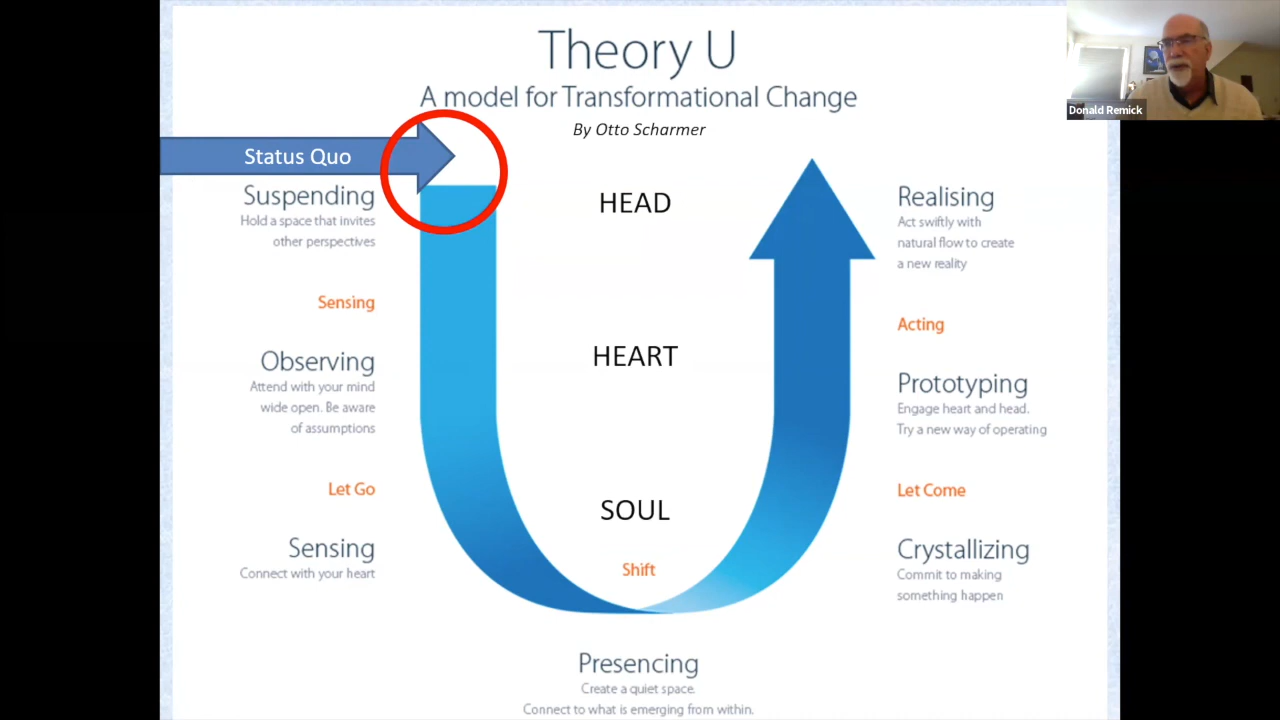 Theory U
A model for Transformational Change
By Otto Scharmer
Donald Remick
Status Quo
Suspending
Hold a space that invites
other perspectives
Sensing
Observing
Attend with your mind
wide open. Be aware
of assumptions
Let Go
Sensing
Connect with your heart
HEAD
HEART
SOUL
Shift
Presencing
Create a quiet space.
Connect to what is emerging from within.
Realising
Act swiftly with
natural flow to create
a new reality
Acting
Prototyping
Engage heart and head.
Try a new way of operating
Let Come
Crystallizing
Commit to making
something happen